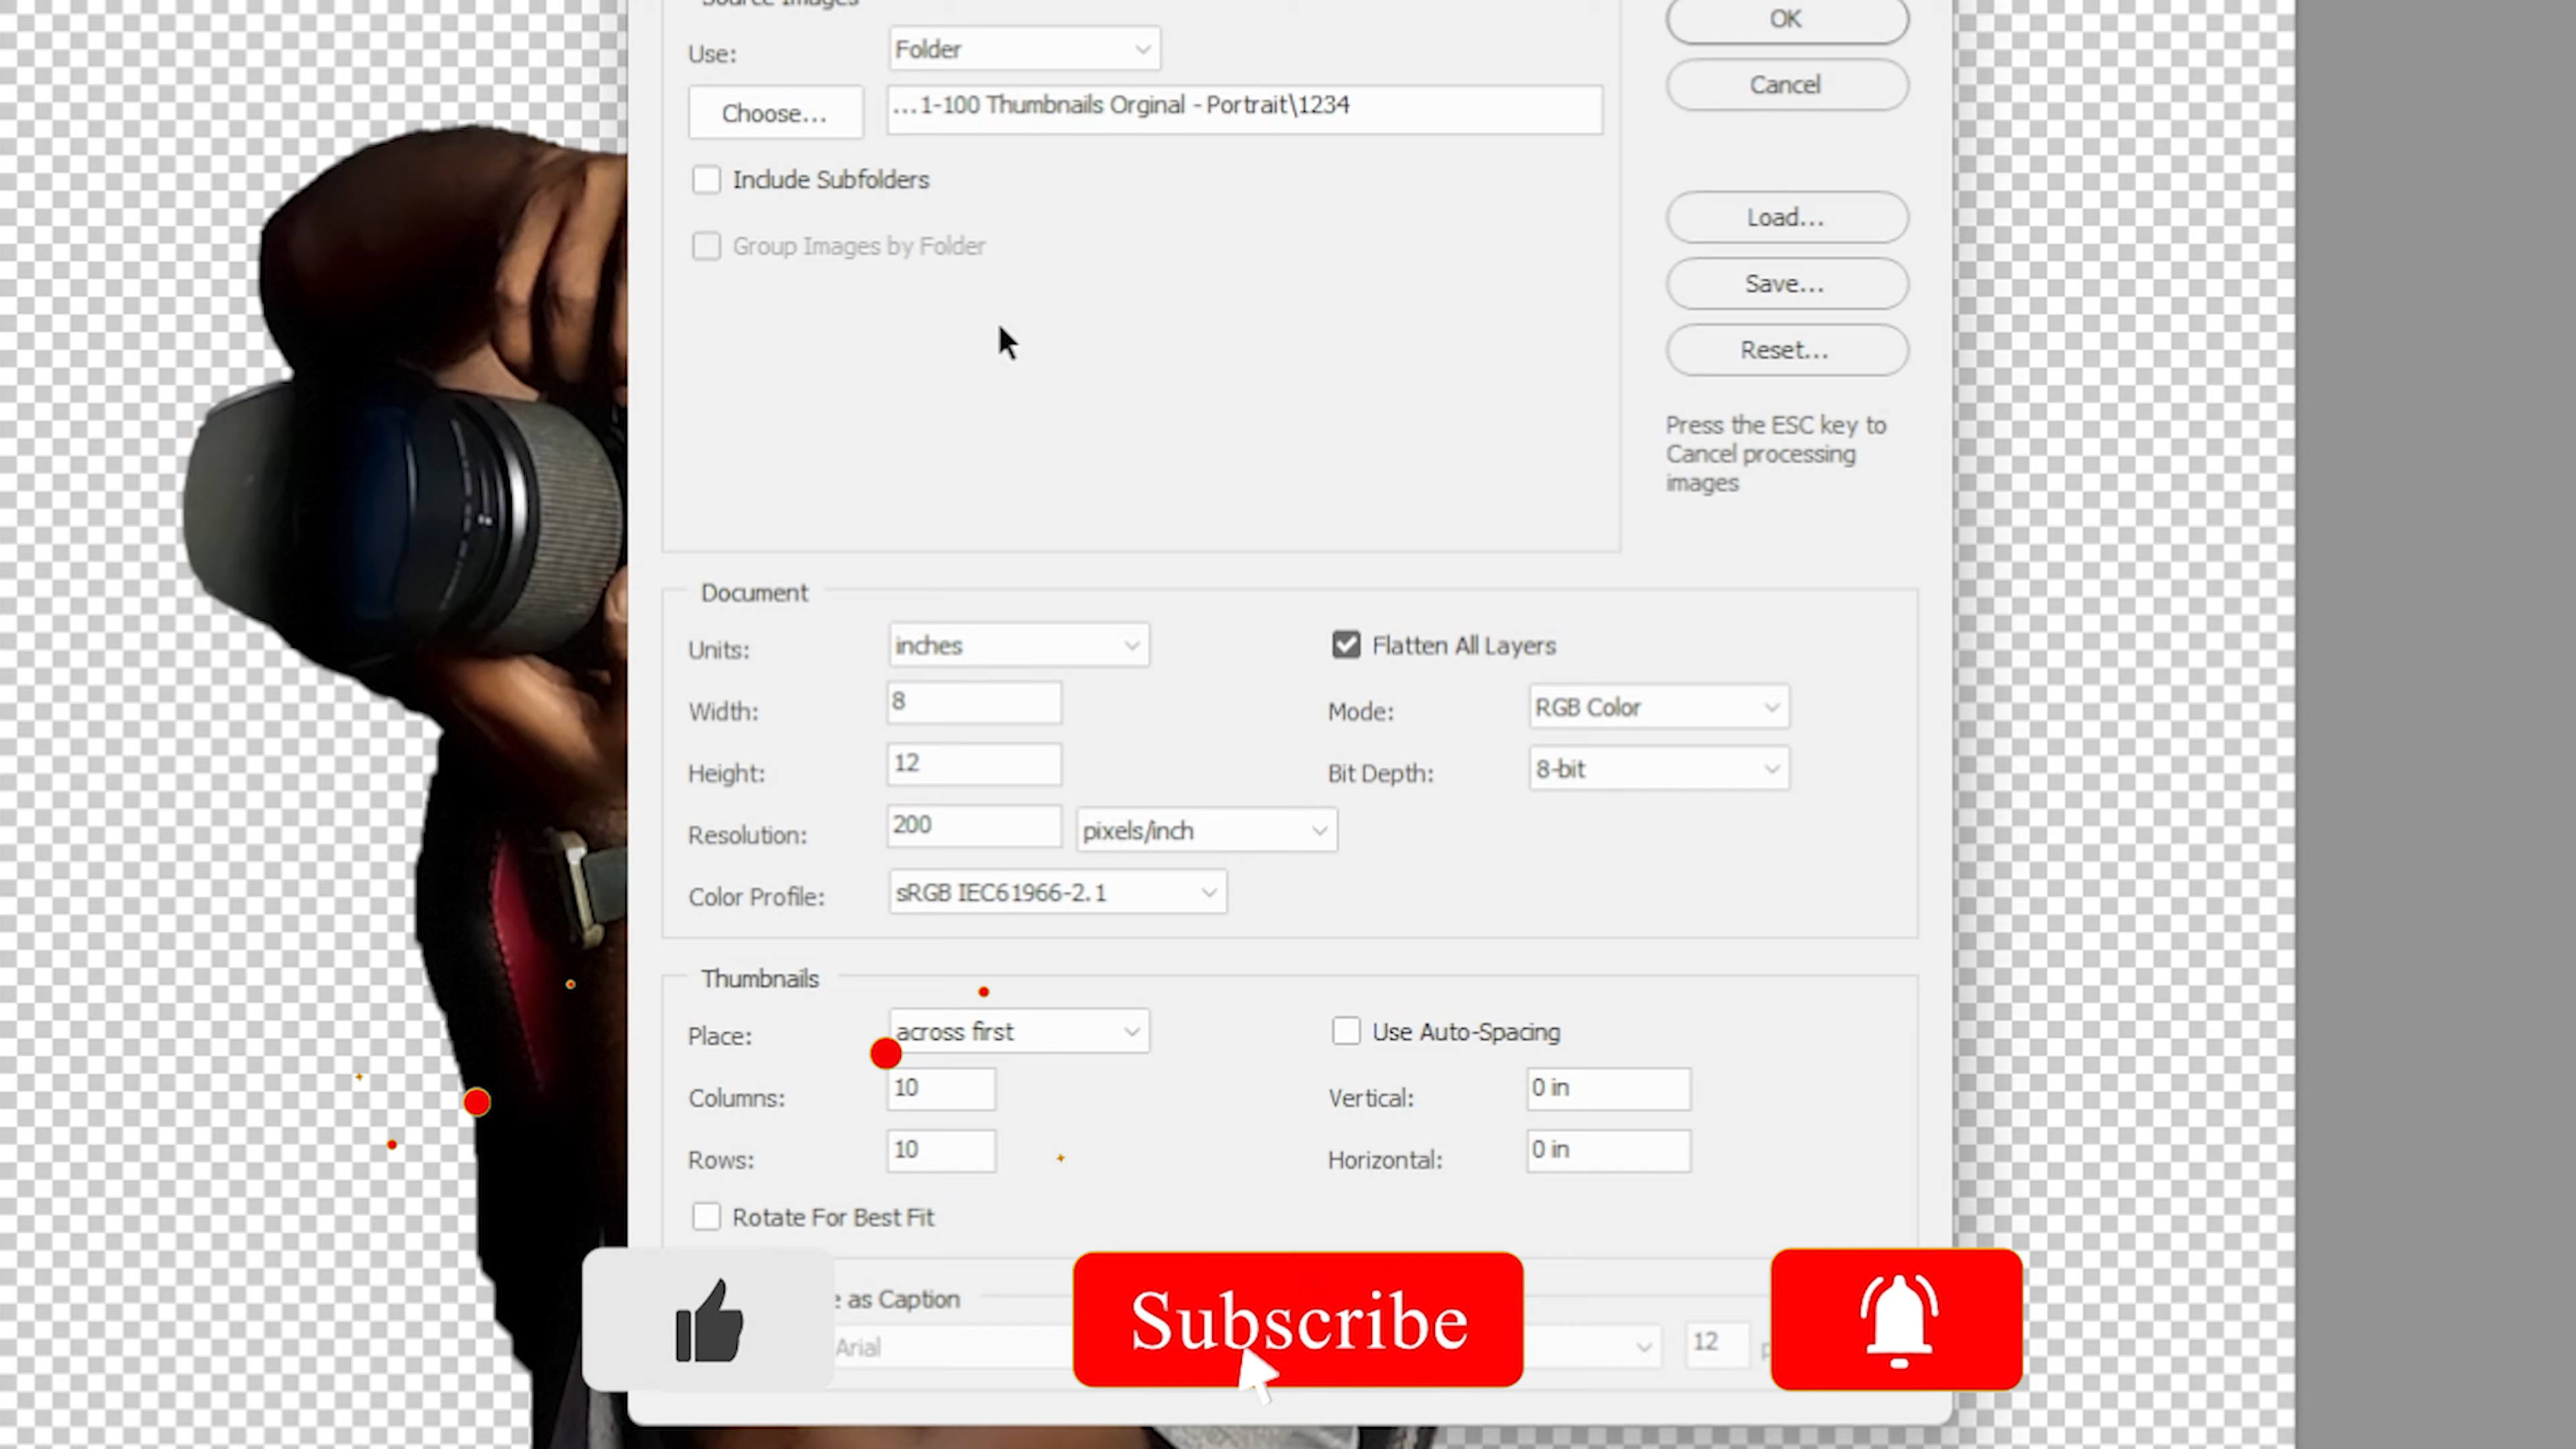 Source Images
OK
Use: Folder
Cancel
Choose... ...1-100 Thumbnails Orginal - Portrait\1234
Include Subfolders
Load...
Group Images by Folder
Save...
Reset...
Press the ESC key to
Cancel processing
images
Document
Units: inches Flatten All Layers
Width: 8 Mode: RGB Color
Height: 12 Bit Depth: 8-bit
Resolution: 200 pixels/inch
Color Profile: sRGB IEC61966-2.1
Thumbnails
Place: across first Use Auto-Spacing
Columns: 10 Vertical: 0 in
Rows: 10 Horizontal: 0 in
Rotate For Best Fit
as Caption
Arial 12
Subscribe